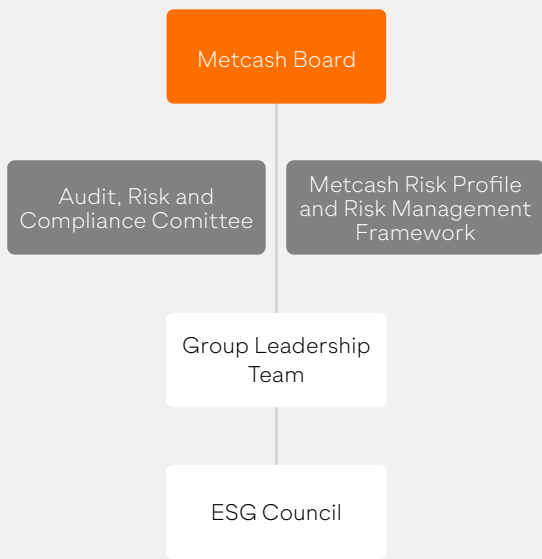 Metcash Board
Audit, Risk and
Compliance Comittee
Metcash Risk Profile
and Risk Management
Framework
Group Leadership
Team
ESG Council